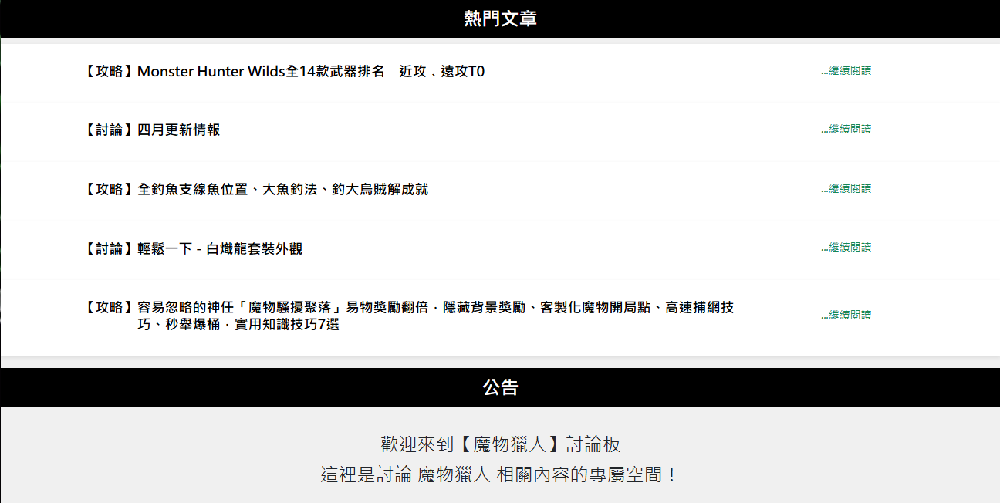 熱門文章
【攻略】Monster Hunter Wilds全14款武器排名　近攻﹑遠攻T0
...繼續閱讀
【討論】四月更新情報
...繼續閱讀
【攻略】全釣魚支線魚位置、大魚釣法、釣大烏賊解成就
...繼續閱讀
【討論】輕鬆一下 - 白熾龍套裝外觀
...繼續閱讀
【攻略】容易忽略的神任「魔物騷擾聚落」易物獎勵翻倍，隱藏背景獎勵、客製化魔物開局點、高速捕網技
巧、秒舉爆桶，實用知識技巧7選
...繼續閱讀
公告
歡迎來到【魔物獵人】討論板
這裡是討論 魔物獵人 相關內容的專屬空間！